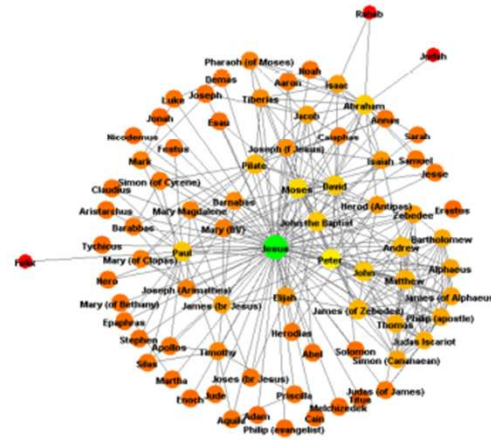 Rahab
Judah
Pharaoh (of Moses)
Noah
Demas
Aaron
Isaac
Luke
Joseph
Tiberius
Abraham
Jonah
Esau
Jacob
Annas
Nicodemus
Festus
Caiaphas
Sarah
Mark
Joseph (f Jesus)
Pilate
Isaiah
Samuel
Claudius
Simon (of Cyrene)
Moses
David
Jesse
Aristarchus
Mary Magdalene
Barnabas
Herod (Antipas)
Erastus
Barabbas
John the Baptist
Zebedee
Mary (BV)
Bartholomew
Tychicus
Paul
Jesus
Andrew
Mary (of Clopas)
Peter
Alphaeus
Nero
John
Matthew
Joseph (Arimathea)
Elijah
James (of Alphaeus)
Mary (of Bethany)
James (br Jesus)
James (of Zebedee)
Philip (apostle)
Epaphras
Thomas
Stephen
Herodias
Judas Iscariot
Apollos
Timothy
Abel
Solomon
Simon (Canaanean)
Silas
Martha
Joses (br Jesus)
Enoch
Jude
Priscilla
Judas (of James)
Titus
Aquila
Adam
Cain
Melchizedek
Philip (evangelist)